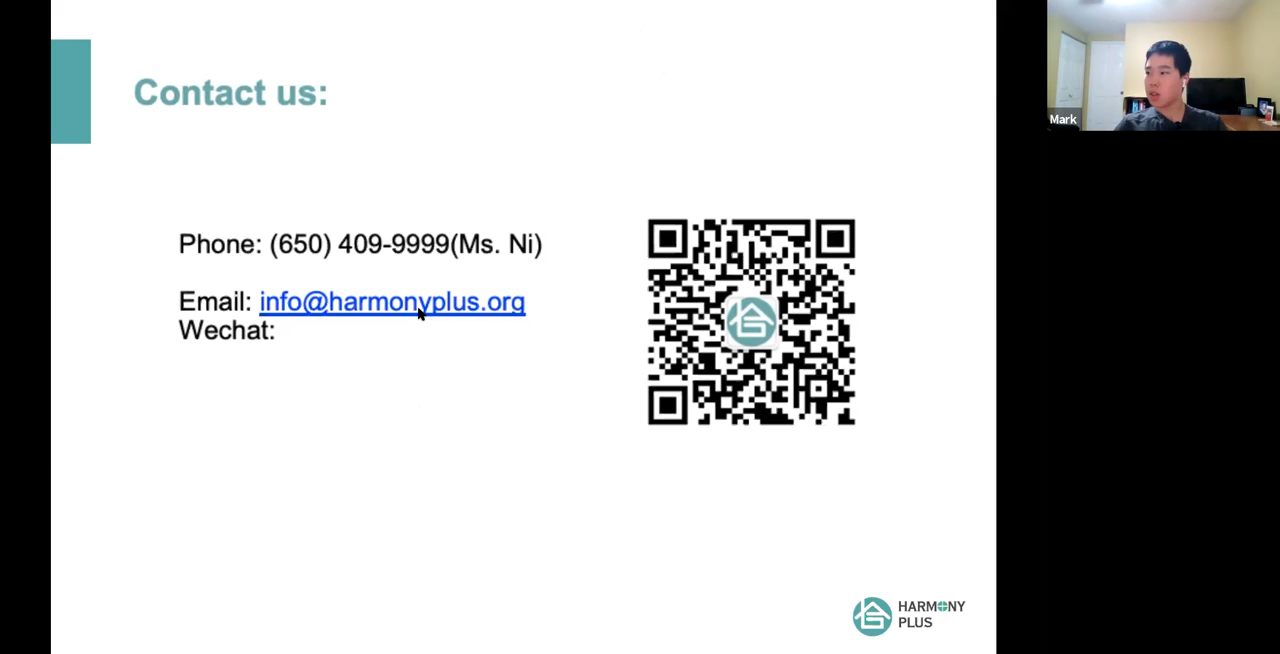 Contact us:
Phone: (650) 409-9999(Ms. Ni)
Email: info@harmonyplus.org
Wechat:
HARMONY
PLUS
Mark